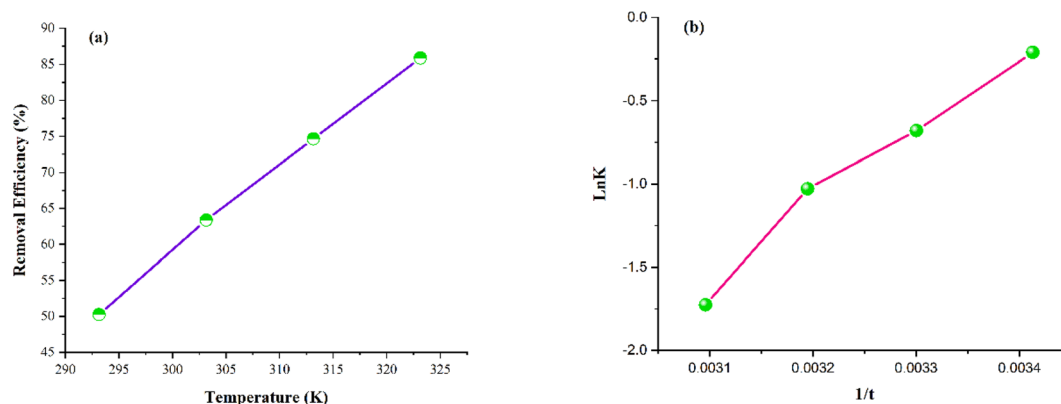 (a)
Removal Efficiency (%)
90
85
80
75
70
65
60
55
50
45
290 295 300 305 310 315 320 325
Temperature (K)
(b)
LnK
0.0
-0.5
-1.0
-1.5
-2.0
0.0031 0.0032 0.0033 0.0034
1/t